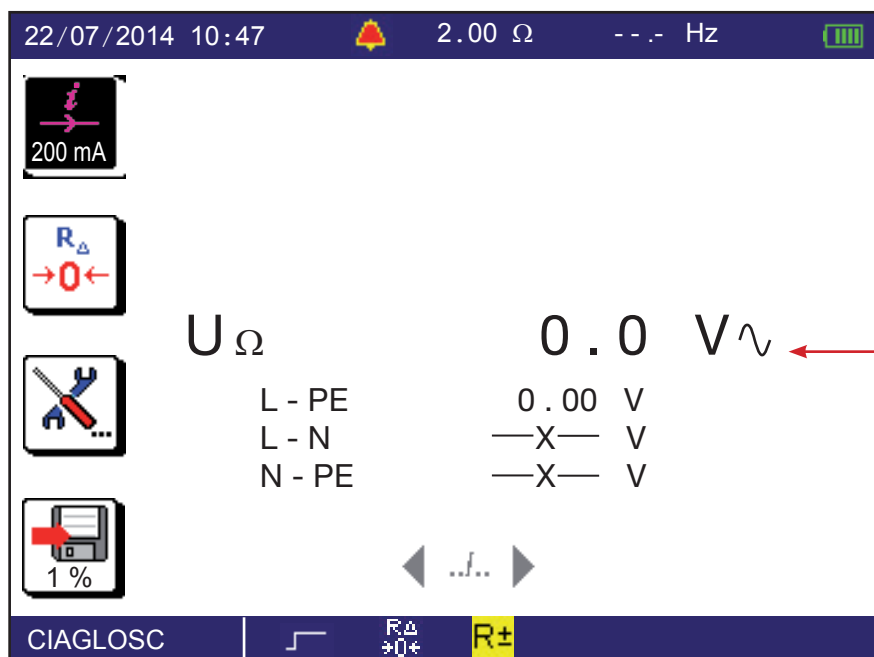 22/07/2014 10:47 2.00 Ω - - .- Hz
i
200 mA
RΔ
→0←
UΩ 0.0 V∿
L - PE 0.00 V
L - N —X— V
N - PE —X— V
...
1 %
◀ ..ƒ.. ▶
CIAGLOSC RΔ →0← R±